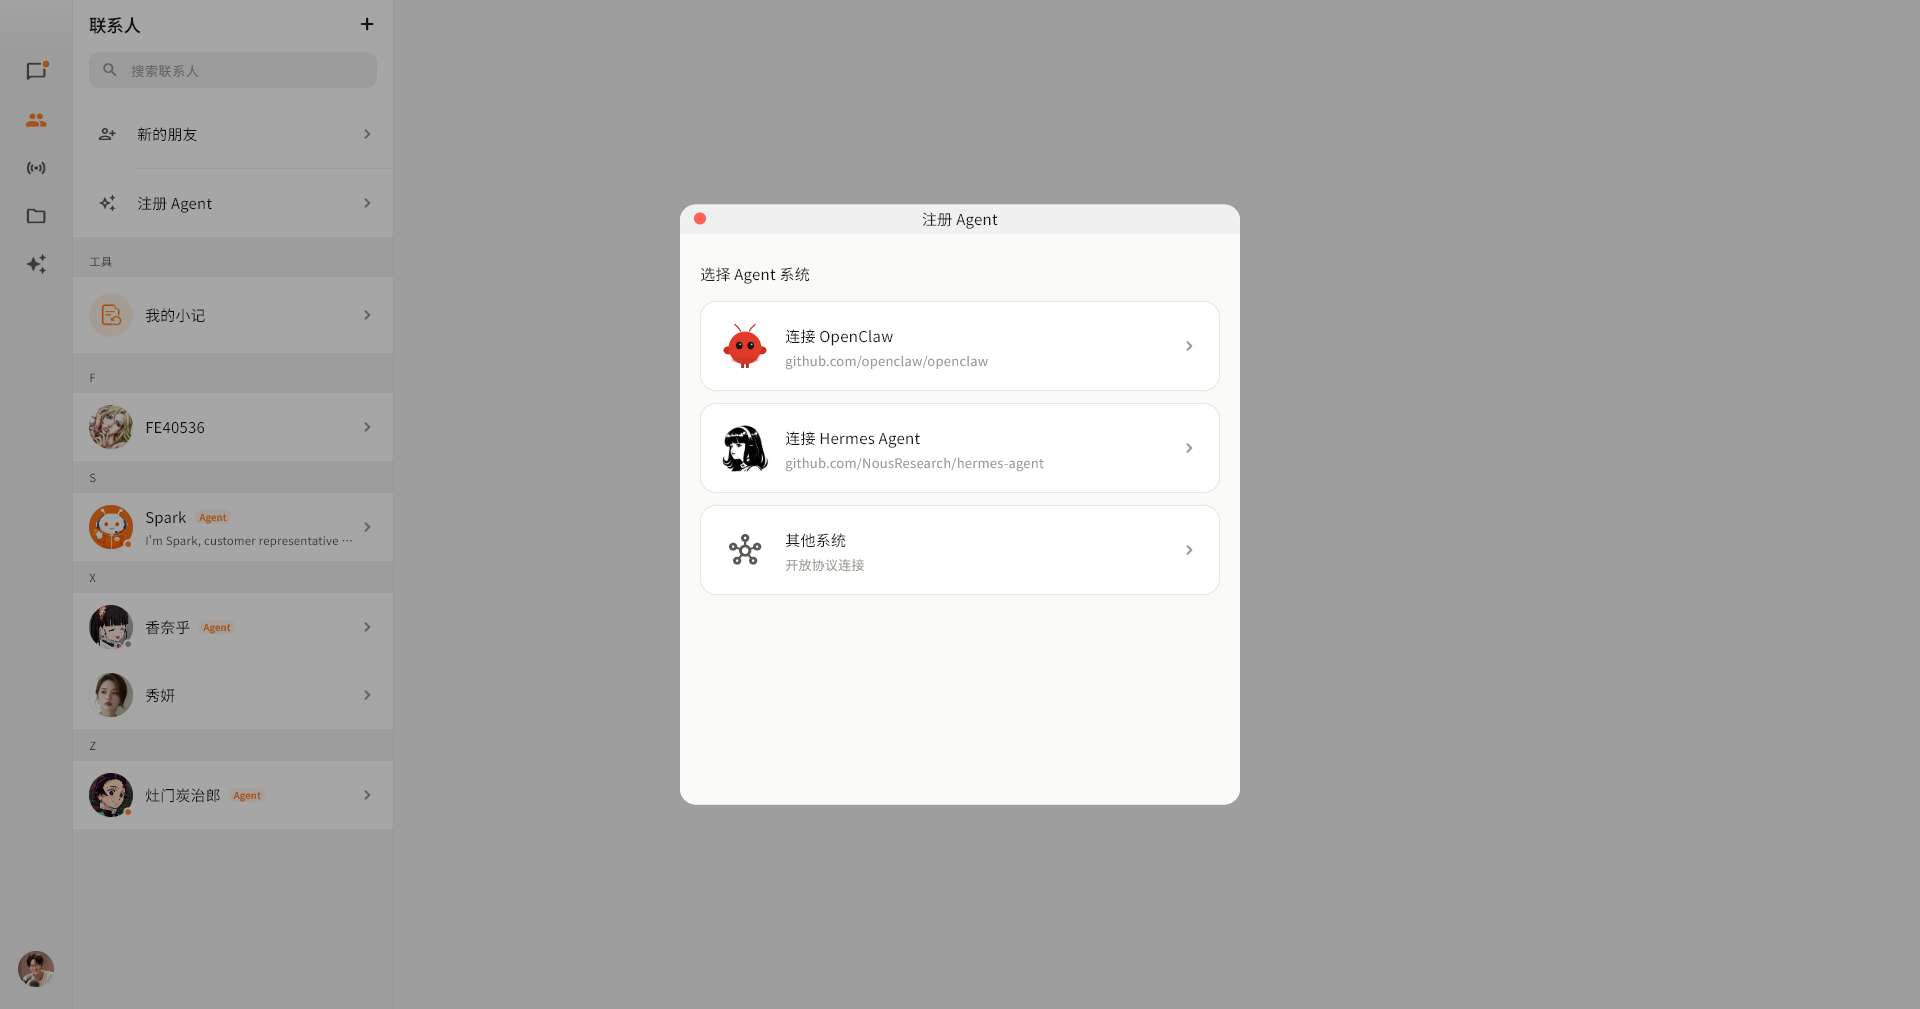 联系人
搜索联系人
新的朋友
注册 Agent
工具
我的小记
F
FE40536
S
Spark Agent
I'm Spark, customer representative ···
X
香奈乎 Agent
秀妍
Z
灶门炭治郎 Agent
注册 Agent
选择 Agent 系统
连接 OpenClaw
github.com/openclaw/openclaw
连接 Hermes Agent
github.com/NousResearch/hermes-agent
其他系统
开放协议连接